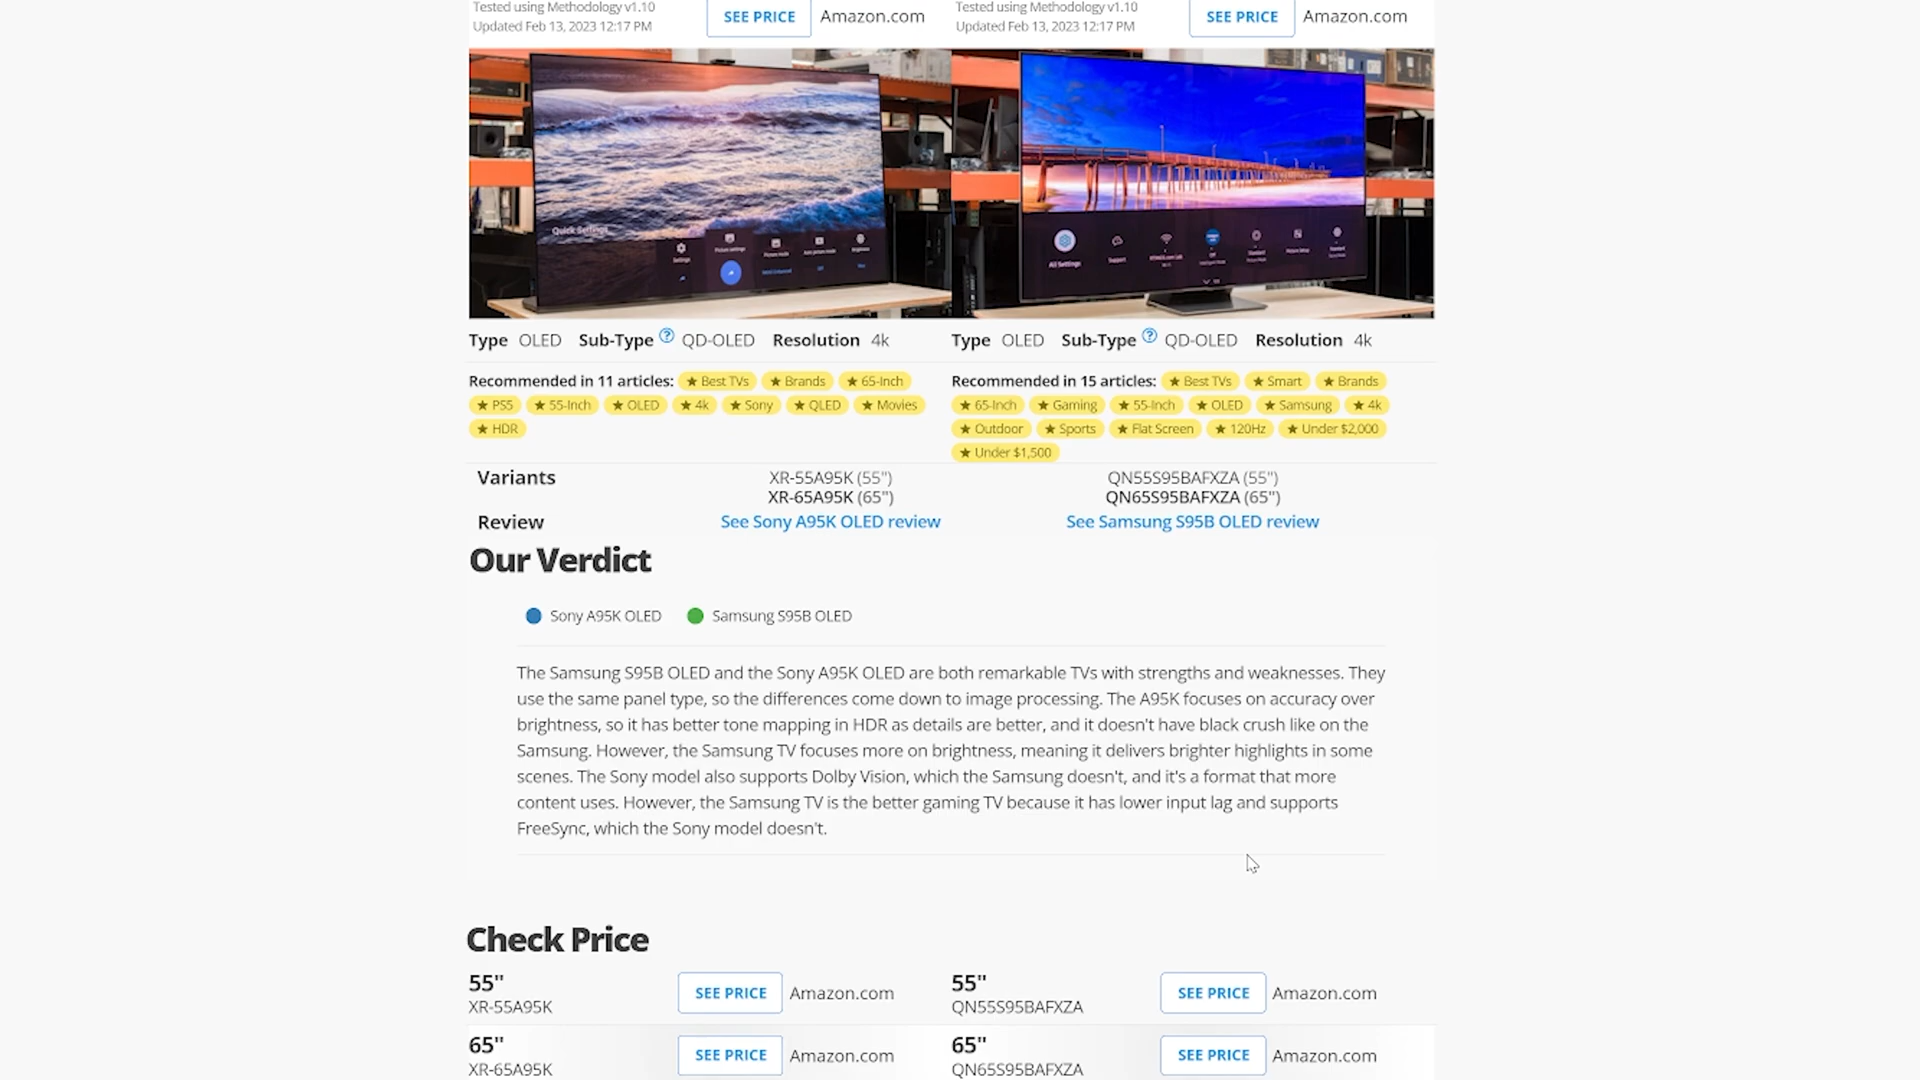 Tested using Methodology v1.10
Updated Feb 13, 2023 12:17 PM
SEE PRICE Amazon.com
Tested using Methodology v1.10
Updated Feb 13, 2023 12:17 PM
SEE PRICE Amazon.com
Quick Settings
Settings
Picture settings
Picture mode
Auto picture mode
Brightness
All Settings
Support
Type OLED Sub-Type ? QD-OLED Resolution 4k
Type OLED Sub-Type ? QD-OLED Resolution 4k
Recommended in 11 articles: ★ Best TVs ★ Brands ★ 65-Inch
★ PS5 ★ 55-Inch ★ OLED ★ 4k ★ Sony ★ QLED ★ Movies
★ HDR
Recommended in 15 articles: ★ Best TVs ★ Smart ★ Brands
★ 65-Inch ★ Gaming ★ 55-Inch ★ OLED ★ Samsung ★ 4k
★ Outdoor ★ Sports ★ Flat Screen ★ 120Hz ★ Under $2,000
★ Under $1,500
Variants XR-55A95K (55") QN55S95BAFXZA (55")
XR-65A95K (65") QN65S95BAFXZA (65")
Review See Sony A95K OLED review See Samsung S95B OLED review
Our Verdict
Sony A95K OLED Samsung S95B OLED
The Samsung S95B OLED and the Sony A95K OLED are both remarkable TVs with strengths and weaknesses. They
use the same panel type, so the differences come down to image processing. The A95K focuses on accuracy over
brightness, so it has better tone mapping in HDR as details are better, and it doesn't have black crush like on the
Samsung. However, the Samsung TV focuses more on brightness, meaning it delivers brighter highlights in some
scenes. The Sony model also supports Dolby Vision, which the Samsung doesn't, and it's a format that more
content uses. However, the Samsung TV is the better gaming TV because it has lower input lag and supports
FreeSync, which the Sony model doesn't.
Check Price
55" SEE PRICE Amazon.com 55" SEE PRICE Amazon.com
XR-55A95K QN55S95BAFXZA
65" SEE PRICE Amazon.com 65" SEE PRICE Amazon.com
XR-65A95K QN65S95BAFXZA